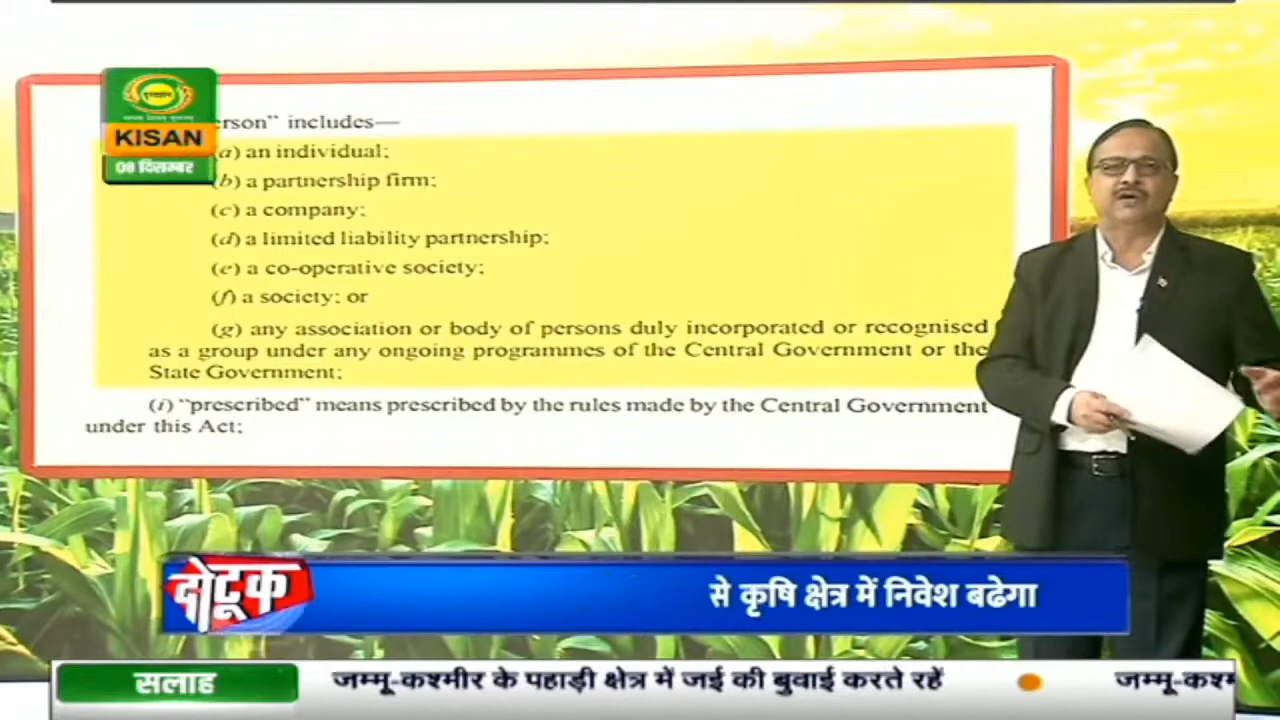 KISAN
08 दिसम्बर
erson” includes—
(a) an individual;
(b) a partnership firm;
(c) a company;
(d) a limited liability partnership;
(e) a co-operative society;
(f) a society; or
(g) any association or body of persons duly incorporated or recognised
as a group under any ongoing programmes of the Central Government or the
State Government;
(i) “prescribed” means prescribed by the rules made by the Central Government
under this Act;
दो टूक
से कृषि क्षेत्र में निवेश बढेगा
सलाह
जम्मू-कश्मीर के पहाड़ी क्षेत्र में जई की बुवाई करते रहें
जम्मू-कश्म